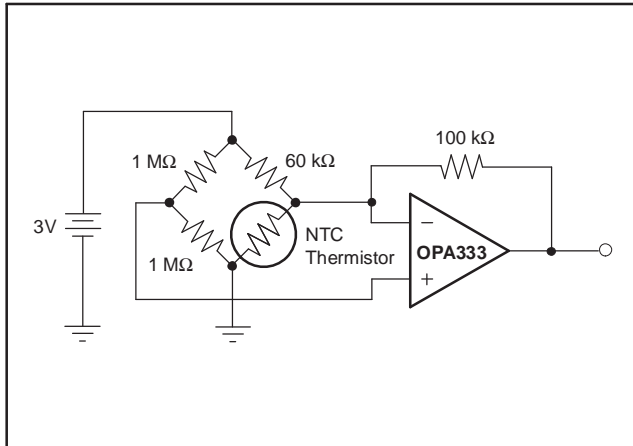 100 kΩ
1 MΩ
60 kΩ
3V
NTC
Thermistor
1 MΩ
−
OPA333
+